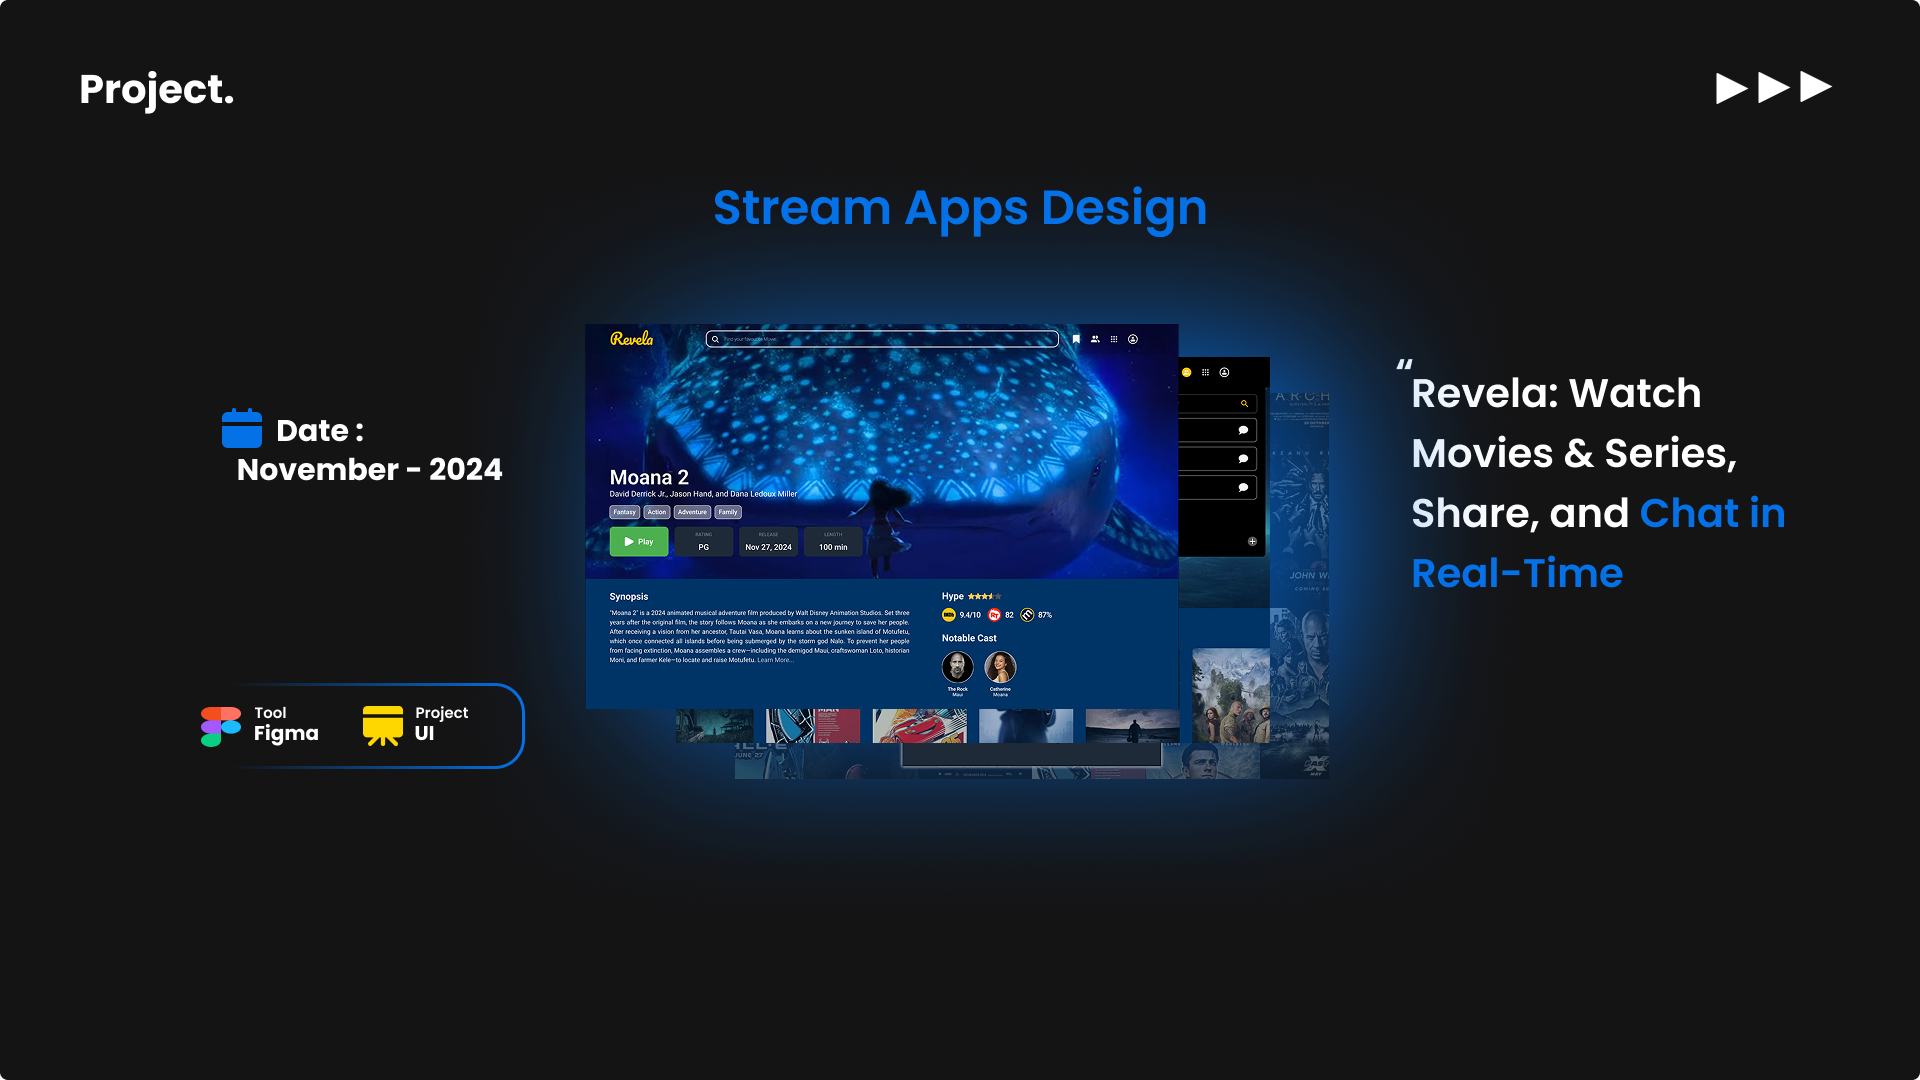 Project.
Stream Apps Design
Date :
November - 2024
Tool
Figma
Project
UI
Revela
Find your favourite Movie...
Moana 2
David Derrick Jr., Jason Hand, and Dana Ledoux Miller
Fantasy
Action
Adventure
Family
Play
RATING
PG
RELEASE
Nov 27, 2024
LENGTH
100 min
Synopsis
"Moana 2" is a 2024 animated musical adventure film produced by Walt Disney Animation Studios. Set three
years after the original film, the story follows Moana as she embarks on a new journey to save her people.
After receiving a vision from her ancestor, Tautai Vasa, Moana learns about the sunken island of Motufetu,
which once connected all islands before being submerged by the storm god Nalo. To prevent her people
from facing extinction, Moana assembles a crew—including the demigod Maui, craftswoman Loto, historian
Moni, and farmer Kele—to locate and raise Motufetu. Learn More...
Hype
9.4/10
82
87%
Notable Cast
The Rock
Maui
Catherine
Moana
ARCH
JOHN W
COMING
MAN
JUNE 27
MAY
“
Revela: Watch
Movies & Series,
Share, and Chat in
Real-Time